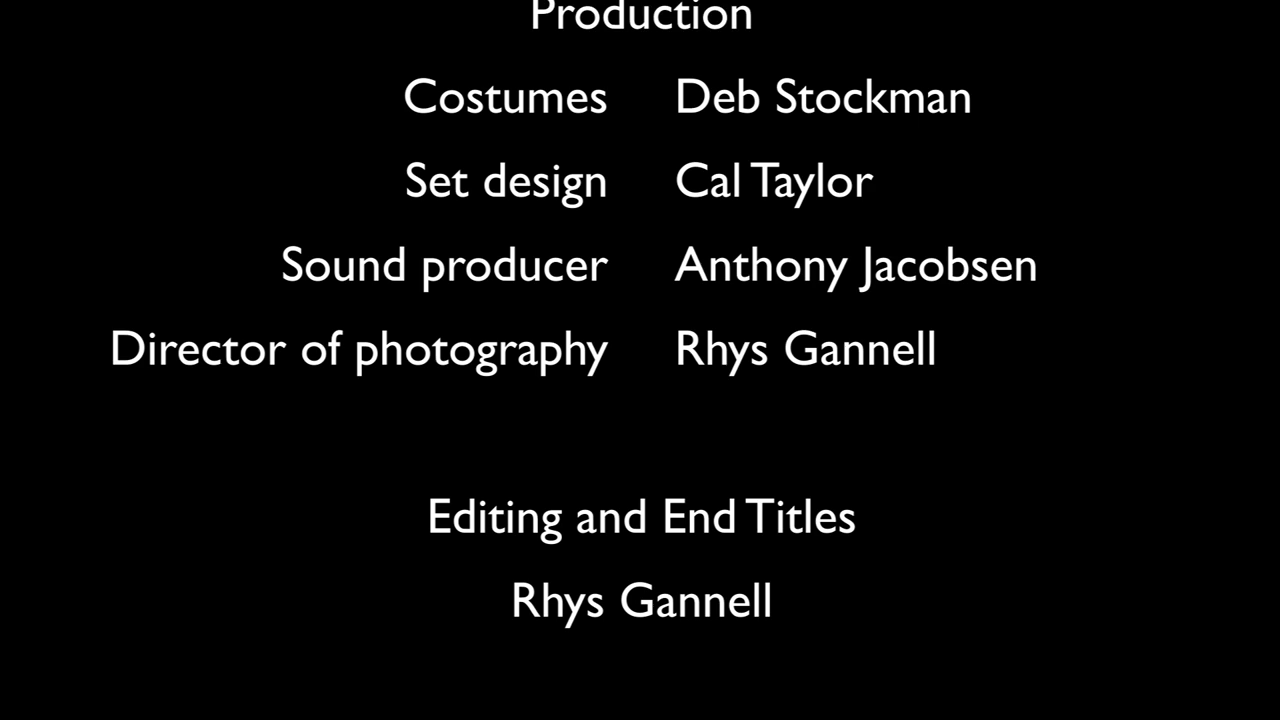 Production
Costumes Deb Stockman
Set design Cal Taylor
Sound producer Anthony Jacobsen
Director of photography Rhys Gannell
Editing and End Titles
Rhys Gannell